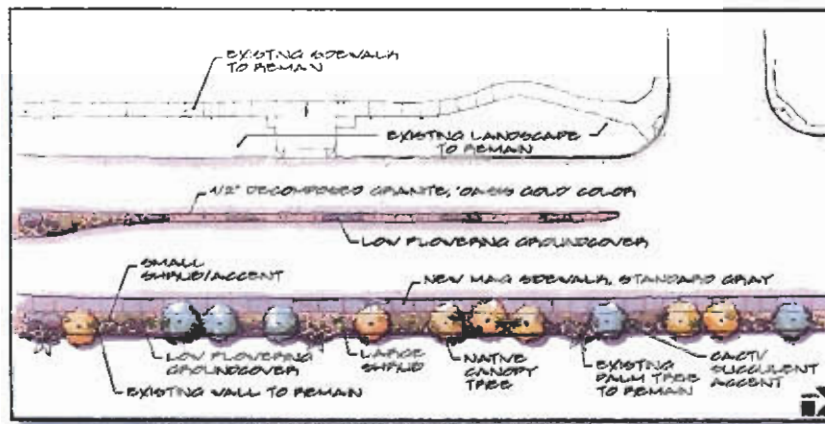 EXISTING SIDEWALK
TO REMAIN
EXISTING LANDSCAPE
TO REMAIN
1/2" DECOMPOSED GRANITE, 'OASIS GOLD' COLOR
LOW FLOWERING GROUNDCOVER
SMALL
SHRUB/ACCENT
NEW MAG SIDEWALK, STANDARD GRAY
LOW FLOWERING
GROUNDCOVER
EXISTING WALL TO REMAIN
LARGE
SHRUB
NATIVE
CANOPY
TREE
EXISTING
PALM TREE
TO REMAIN
CACTI/
SUCCULENT
ACCENT